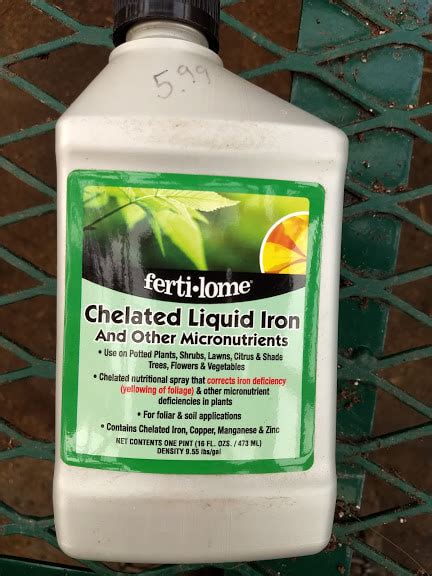 5.99
ferti•lome®
Chelated Liquid Iron
And Other Micronutrients
• Use on Potted Plants, Shrubs, Lawns, Citrus & Shade
Trees, Flowers & Vegetables
• Chelated nutritional spray that corrects iron deficiency
(yellowing of foliage) & other micronutrient
deficiencies in plants
• For foliar & soil applications
• Contains Chelated Iron, Copper, Manganese & Zinc
NET CONTENTS ONE PINT (16 FL. OZS. / 473 ML)
DENSITY 9.55 lbs/gal